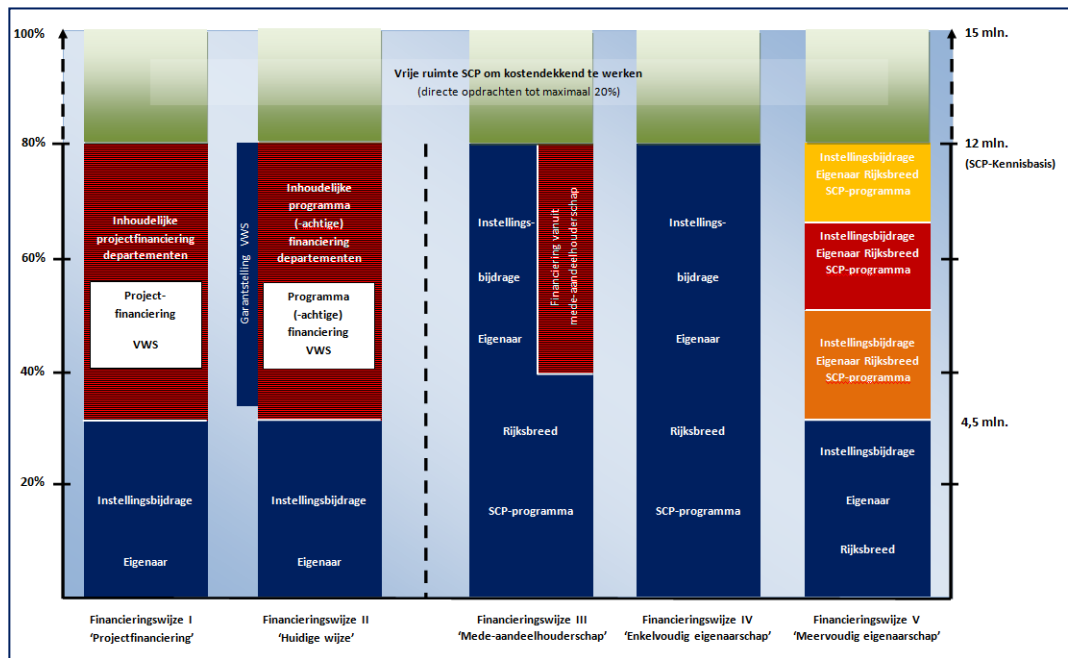 100%
80%
60%
40%
20%
15 mln.
12 mln.
(SCP-Kennisbasis)
4,5 mln.
Vrije ruimte SCP om kostendekkend te werken
(directe opdrachten tot maximaal 20%)
Inhoudelijke
projectfinanciering
departementen
Project-
financiering
VWS
Instellingsbijdrage
Eigenaar
Garantstelling VWS
Inhoudelijke
programma
(-achtige)
financiering
departementen
Programma
(-achtige)
financiering
VWS
Instellingsbijdrage
Eigenaar
Instellings-
bijdrage
Eigenaar
Rijksbreed
SCP-programma
Financiering vanuit
mede-aandeelhouderschap
Instellings-
bijdrage
Eigenaar
Rijksbreed
SCP-programma
Instellingsbijdrage
Eigenaar Rijksbreed
SCP-programma
Instellingsbijdrage
Eigenaar Rijksbreed
SCP-programma
Instellingsbijdrage
Eigenaar Rijksbreed
SCP-programma
Instellingsbijdrage
Eigenaar
Rijksbreed
Financieringswijze I
‘Projectfinanciering’
Financieringswijze II
‘Huidige wijze’
Financieringswijze III
‘Mede-aandeelhouderschap’
Financieringswijze IV
‘Enkelvoudig eigenaarschap’
Financieringswijze V
‘Meervoudig eigenaarschap’